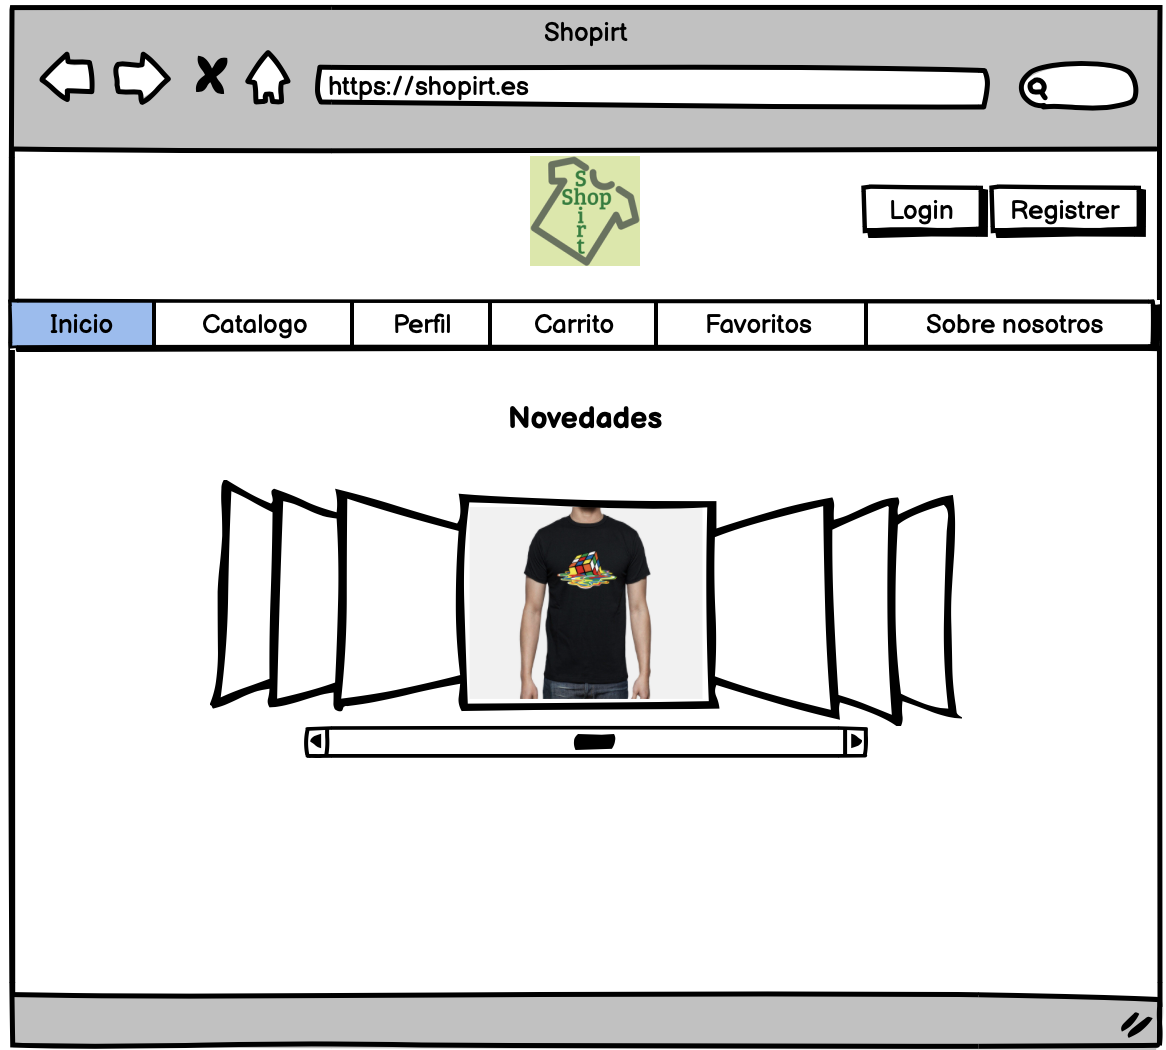 Shopirt
https://shopirt.es
S
Shop
i
r
t
Login
Registrer
Inicio
Catalogo
Perfil
Carrito
Favoritos
Sobre nosotros
Novedades